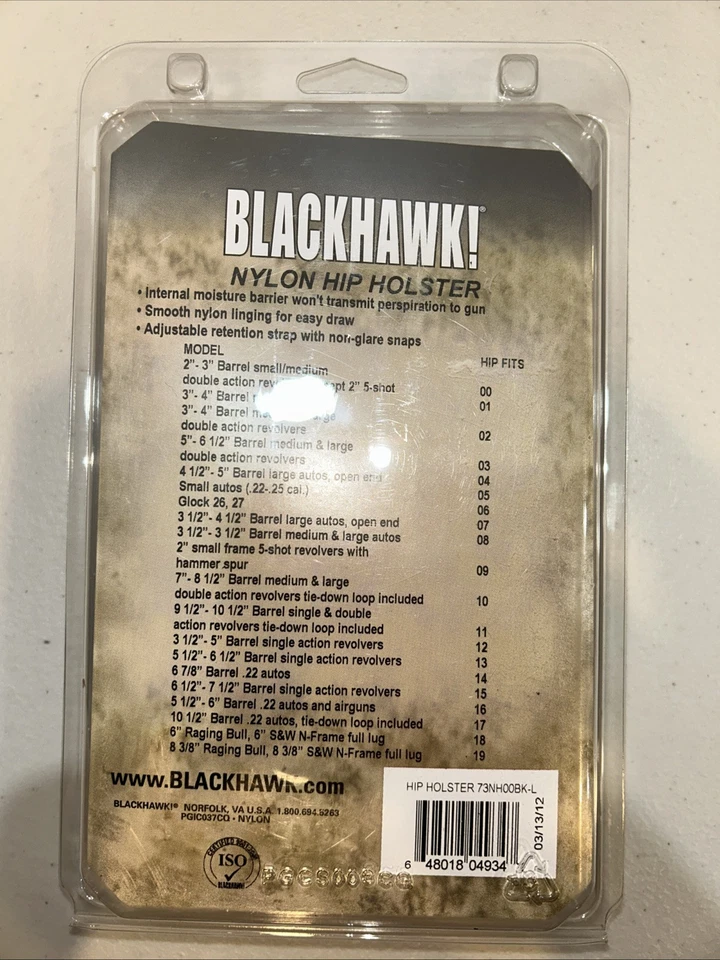 BLACKHAWK!®
NYLON HIP HOLSTER
• Internal moisture barrier won't transmit perspiration to gun
• Smooth nylon linging for easy draw
• Adjustable retention strap with non-glare snaps
MODEL HIP FITS
2"- 3" Barrel small/medium
double action 2" 5-shot 00
3"- 4" Barrel 01
3"- 4" Barrel
double action revolvers 02
5"- 6 1/2" Barrel medium & large
double action revolvers 03
4 1/2"- 5" Barrel large autos, open end 04
Small autos (.22-.25 cal.) 05
Glock 26, 27 06
3 1/2"- 4 1/2" Barrel large autos, open end 07
3 1/2"- 3 1/2" Barrel medium & large autos 08
2" small frame 5-shot revolvers with
hammer spur 09
7"- 8 1/2" Barrel medium & large
double action revolvers tie-down loop included 10
9 1/2"- 10 1/2" Barrel single & double
action revolvers tie-down loop included 11
3 1/2"- 5" Barrel single action revolvers 12
5 1/2"- 6 1/2" Barrel single action revolvers 13
6 7/8" Barrel .22 autos 14
6 1/2"- 7 1/2" Barrel single action revolvers 15
5 1/2"- 6" Barrel .22 autos and airguns 16
10 1/2" Barrel .22 autos, tie-down loop included 17
6" Raging Bull, 6" S&W N-Frame full lug 18
8 3/8" Raging Bull, 8 3/8" S&W N-Frame full lug 19
www.BLACKHAWK.com
BLACKHAWK!® NORFOLK, VA U.S.A. 1.800.694.5263
PGIC037CQ • NYLON
ISO
BLACKHAWK!
HIP HOLSTER 73NH00BK-L
6 48018 04934
03/13/12